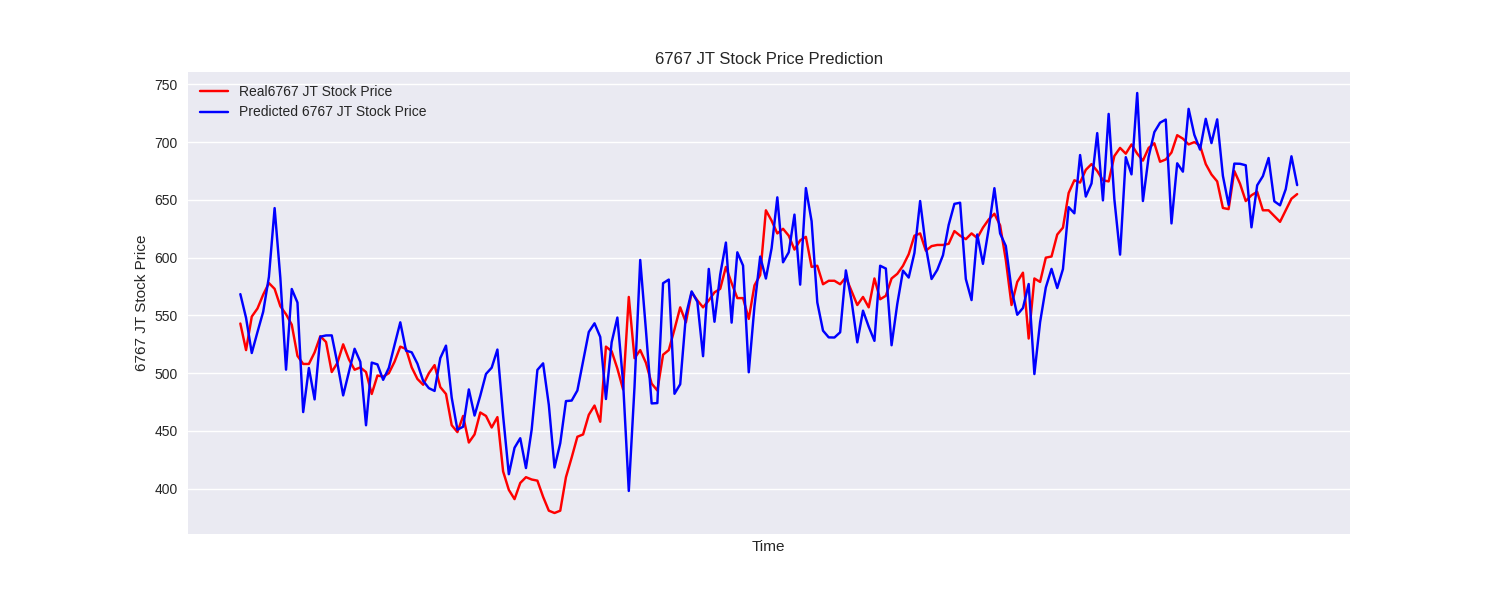 6767 JT Stock Price Prediction
Real6767 JT Stock Price
Predicted 6767 JT Stock Price
750
700
650
600
550
500
450
400
6767 JT Stock Price
Time